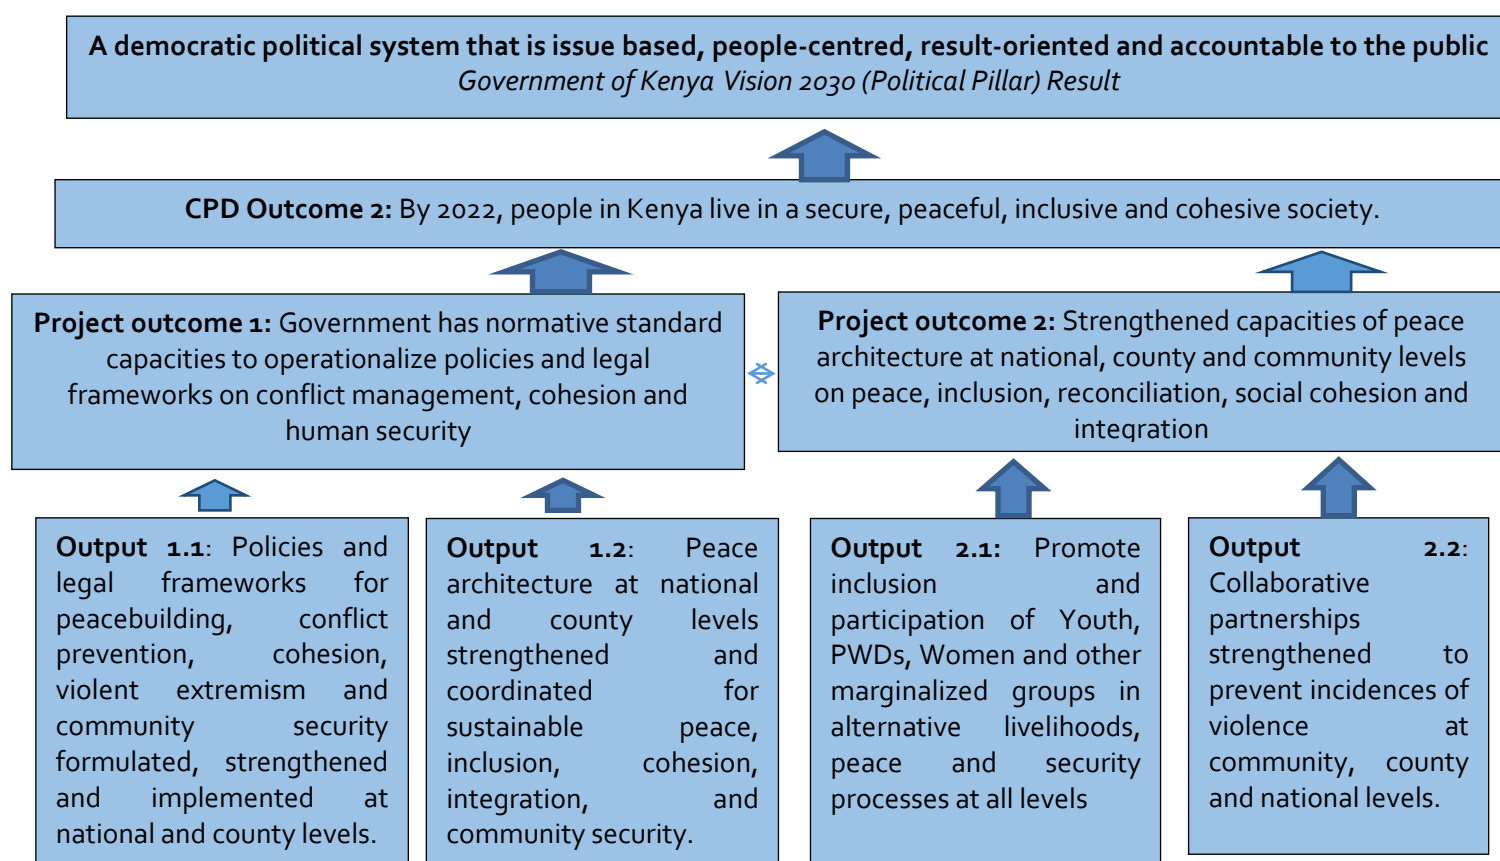 A democratic political system that is issue based, people-centred, result-oriented and accountable to the public
Government of Kenya Vision 2030 (Political Pillar) Result
CPD Outcome 2: By 2022, people in Kenya live in a secure, peaceful, inclusive and cohesive society.
Project outcome 1: Government has normative standard
capacities to operationalize policies and legal
frameworks on conflict management, cohesion and
human security
Project outcome 2: Strengthened capacities of peace
architecture at national, county and community levels
on peace, inclusion, reconciliation, social cohesion and
integration
Output 1.1: Policies and
legal frameworks for
peacebuilding, conflict
prevention, cohesion,
violent extremism and
community security
formulated, strengthened
and implemented at
national and county levels.
Output 1.2: Peace
architecture at national
and county levels
strengthened and
coordinated for
sustainable peace,
inclusion, cohesion,
integration, and
community security.
Output 2.1: Promote
inclusion and
participation of Youth,
PWDs, Women and other
marginalized groups in
alternative livelihoods,
peace and security
processes at all levels
Output 2.2:
Collaborative
partnerships
strengthened to
prevent incidences of
violence at
community, county
and national levels.